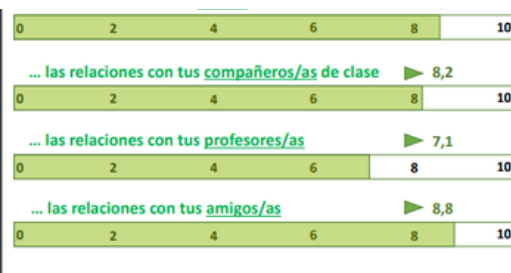 0 2 4 6 8 10
... las relaciones con tus compañeros/as de clase 8,2
0 2 4 6 8 10
... las relaciones con tus profesores/as 7,1
0 2 4 6 8 10
... las relaciones con tus amigos/as 8,8
0 2 4 6 8 10